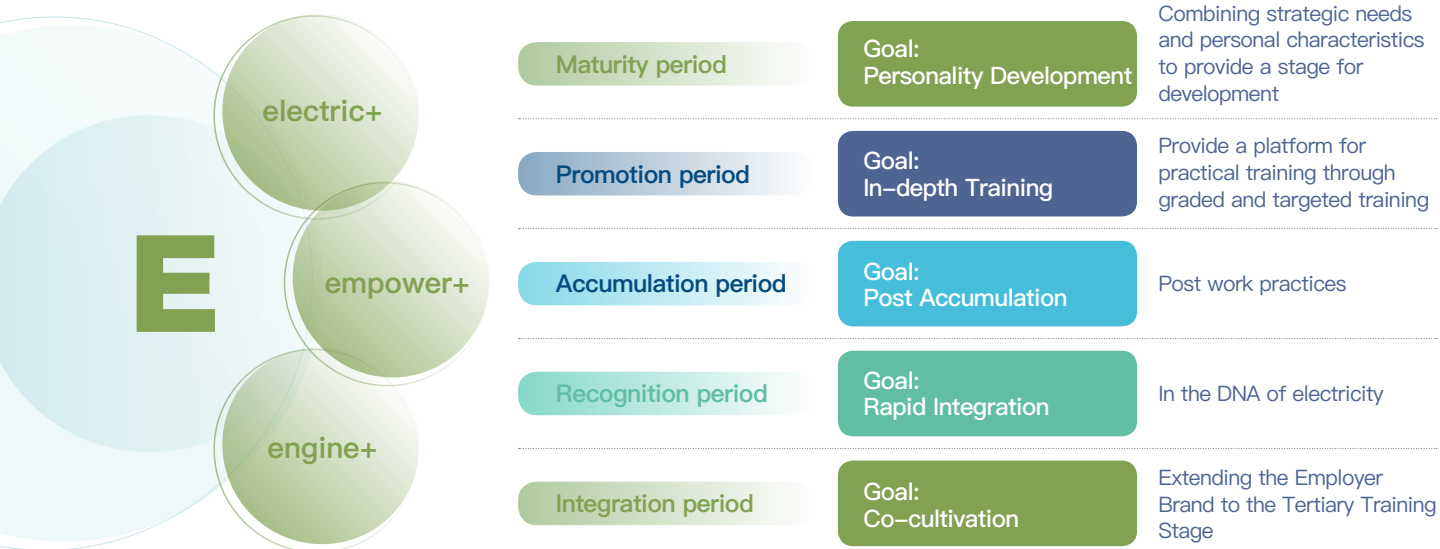 E
electric+
empower+
engine+
Maturity period
Goal:
Personality Development
Combining strategic needs
and personal characteristics
to provide a stage for
development
Promotion period
Goal:
In–depth Training
Provide a platform for
practical training through
graded and targeted training
Accumulation period
Goal:
Post Accumulation
Post work practices
Recognition period
Goal:
Rapid Integration
In the DNA of electricity
Integration period
Goal:
Co–cultivation
Extending the Employer
Brand to the Tertiary Training
Stage